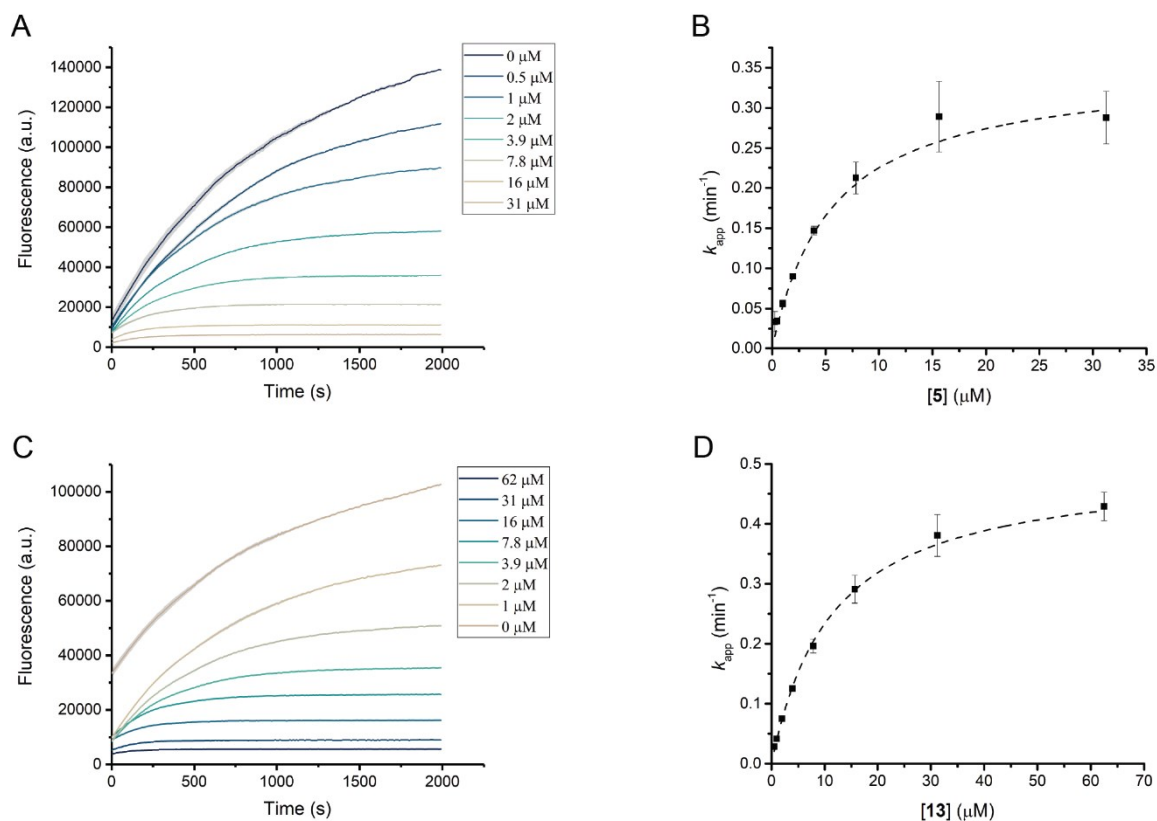 A
Fluorescence (a.u.)
140000
120000
100000
80000
60000
40000
20000
0
0 500 1000 1500 2000
Time (s)
0 μM
0.5 μM
1 μM
2 μM
3.9 μM
7.8 μM
16 μM
31 μM
B
kapp (min-1)
0.35
0.30
0.25
0.20
0.15
0.10
0.05
0.00
0 5 10 15 20 25 30 35
[5] (μM)
C
Fluorescence (a.u.)
100000
80000
60000
40000
20000
0
0 500 1000 1500 2000
Time (s)
62 μM
31 μM
16 μM
7.8 μM
3.9 μM
2 μM
1 μM
0 μM
D
kapp (min-1)
0.5
0.4
0.3
0.2
0.1
0.0
0 10 20 30 40 50 60 70
[13] (μM)